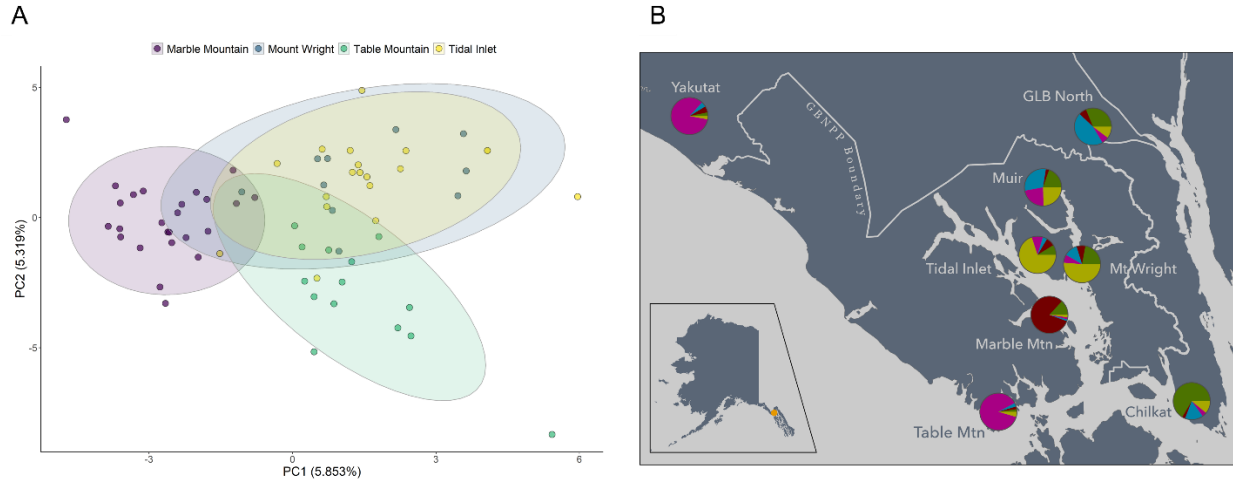 A
Marble Mountain Mount Wright Table Mountain Tidal Inlet
5
0
-5
PC2 (5.319%)
-3 0 3 6
PC1 (5.853%)
B
Yakutat
GLB North
GBNPP Boundary
Muir
Tidal Inlet
Mt Wright
Marble Mtn
Table Mtn
Chilkat